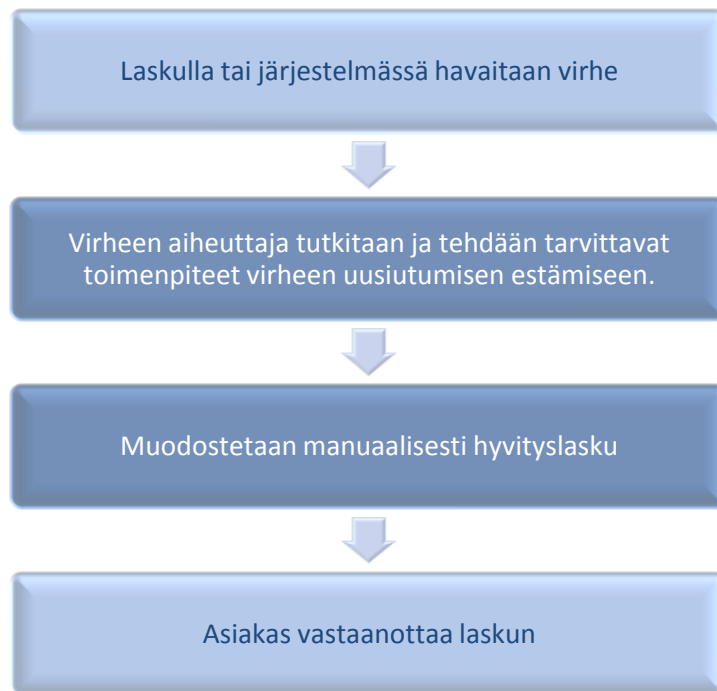 Laskulla tai järjestelmässä havaitaan virhe
Virheen aiheuttaja tutkitaan ja tehdään tarvittavat
toimenpiteet virheen uusiutumisen estämiseen.
Muodostetaan manuaalisesti hyvityslasku
Asiakas vastaanottaa laskun